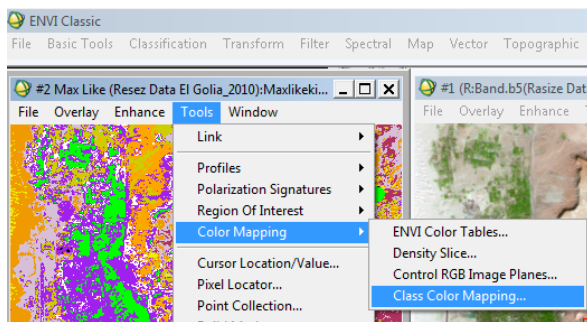 ENVI Classic
File Basic Tools Classification Transform Filter Spectral Map Vector Topographic
#2 Max Like (Resez Data El Golia_2010):Maxlikeki...
File Overlay Enhance Tools Window
Link
Profiles
Polarization Signatures
Region Of Interest
Color Mapping
Cursor Location/Value...
Pixel Locator...
Point Collection...
#1 (R:Band.b5(Rasize Dat
File Overlay Enhance
ENVI Color Tables...
Density Slice...
Control RGB Image Planes...
Class Color Mapping...